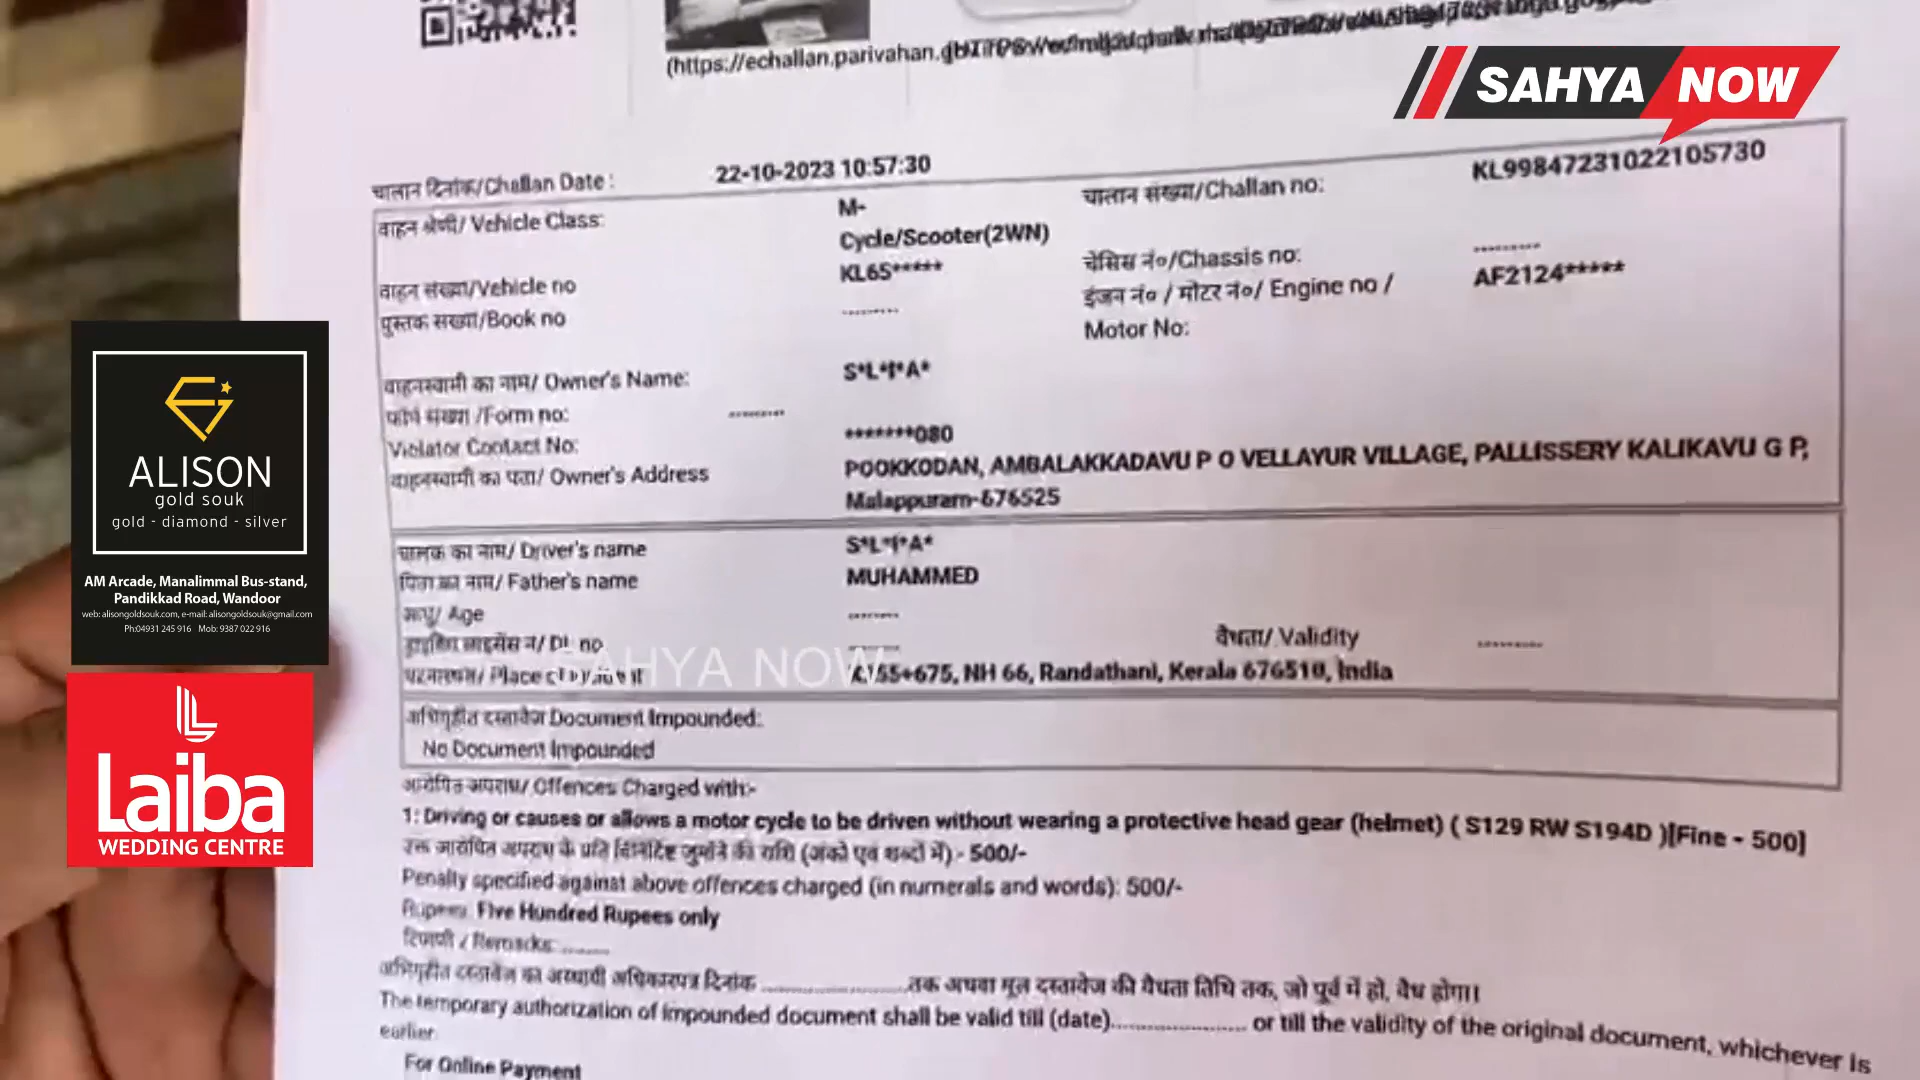 (https://echallan.parivahan.g
SAHYA NOW
चालान दिनांक/Challan Date : 22-10-2023 10:57:30
चालान संख्या/Challan no: KL99847231022105730
वाहन श्रेणी/ Vehicle Class: M-
Cycle/Scooter(2WN)
चेसिस नं०/Chassis no: ---------
वाहन संख्या/Vehicle no KL65*****
इंजन नं० / मोटर नं०/ Engine no / AF2124*****
Motor No:
पुस्तक संख्या/Book no --------
वाहनस्वामी का नाम/ Owner's Name: S*L*I*A*
फॉर्म संख्या /Form no: --------
Violator Contact No: *******080
वाहनस्वामी का पता/ Owner's Address POOKKODAN, AMBALAKKADAVU P O VELLAYUR VILLAGE, PALLISSERY KALIKAVU G P,
Malappuram-676525
चालक का नाम/ Driver's name S*L*I*A*
पिता का नाम/ Father's name MUHAMMED
आयु/ Age -------
ड्राइविंग लाइसेंस नं/ DL no -------
वैधता/ Validity ---------
SAHYA NOW
Place of 55+675, NH 66, Randathani, Kerala 676510, India
अभिगृहीत दस्तावेज Document Impounded:
No Document Impounded
आरोपित अपराध/ Offences Charged with:-
1: Driving or causes or allows a motor cycle to be driven without wearing a protective head gear (helmet) ( S129 RW S194D )[Fine - 500]
उक्त आरोपित अपराध के प्रति विनिर्दिष्ट जुर्माने की राशि (अंको एवं शब्दों में) - 500/-
Penalty specified against above offences charged (in numerals and words): 500/-
Rupees: Five Hundred Rupees only
टिप्पणी / Remarks: ........
अभिगृहीत दस्तावेज का अस्थायी अधिकारपत्र दिनांक ........................तक अथवा मूल दस्तावेज की वैधता तिथि तक, जो पूर्व में हो, वैध होगा।
The temporary authorization of impounded document shall be valid till (date)...................... or till the validity of the original document, whichever is
earlier.
For Online Payment
ALISON
gold souk
gold - diamond - silver
AM Arcade, Manalimmal Bus-stand,
Pandikkad Road, Wandoor
web: alisongoldsouk.com, e-mail: alisongoldsouk@gmail.com
Ph:04931 245 916 Mob: 9387 022 916
Laiba
WEDDING CENTRE